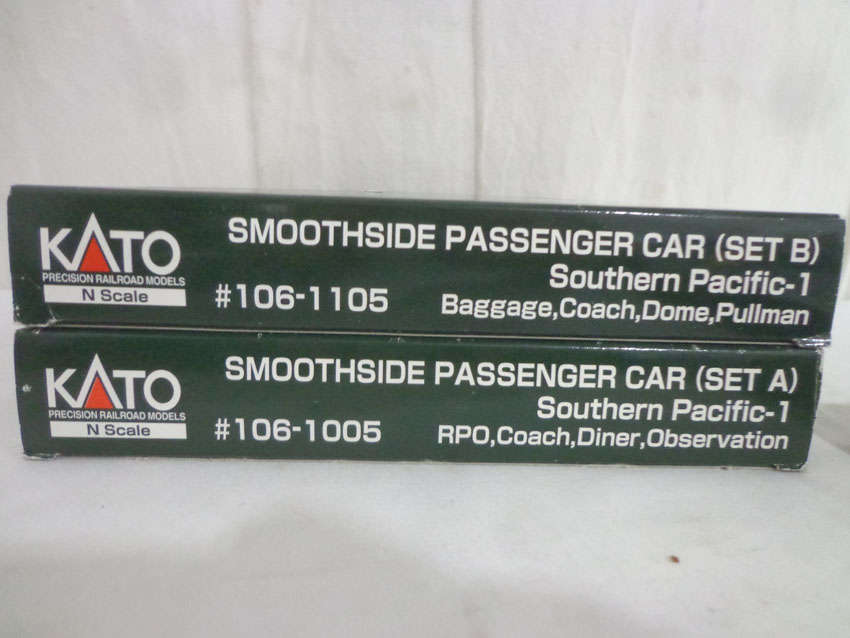 KATO
PRECISION RAILROAD MODELS
N Scale
SMOOTHSIDE PASSENGER CAR (SET B)
Southern Pacific-1
#106-1105
Baggage,Coach,Dome,Pullman
KATO
PRECISION RAILROAD MODELS
N Scale
SMOOTHSIDE PASSENGER CAR (SET A)
Southern Pacific-1
#106-1005
RPO,Coach,Diner,Observation